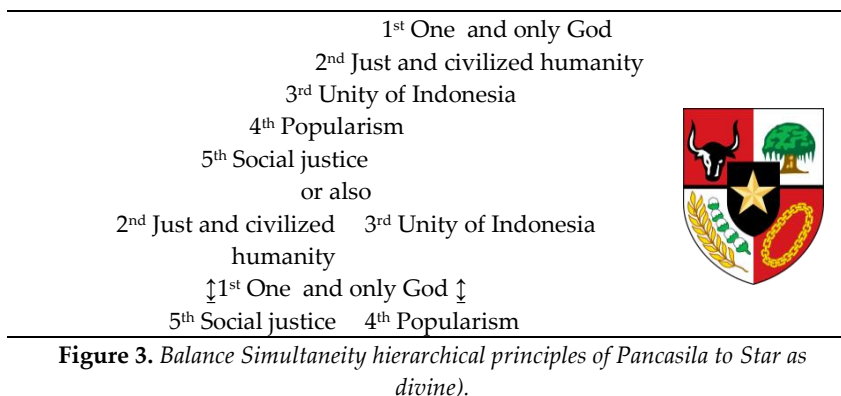 1st One and only God
2nd Just and civilized humanity
3rd Unity of Indonesia
4th Popularism
5th Social justice
or also
2nd Just and civilized humanity
3rd Unity of Indonesia
↕1st One and only God ↕
5th Social justice 4th Popularism
Figure 3. Balance Simultaneity hierarchical principles of Pancasila to Star as
divine).